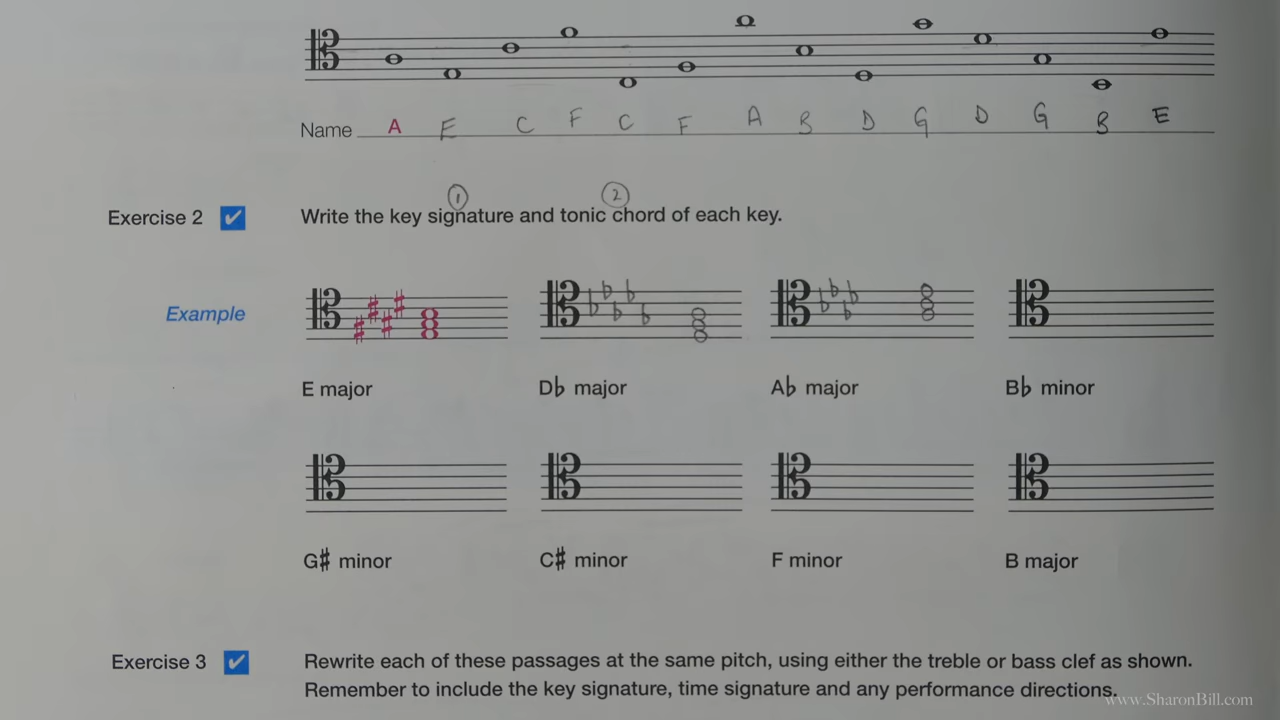 Name A E C F C F A B D G D G B E
1 2
Exercise 2 Write the key signature and tonic chord of each key.
Example
E major D♭ major A♭ major B♭ minor
G♯ minor C♯ minor F minor B major
Exercise 3 Rewrite each of these passages at the same pitch, using either the treble or bass clef as shown.
Remember to include the key signature, time signature and any performance directions.
www.SharonBill.com